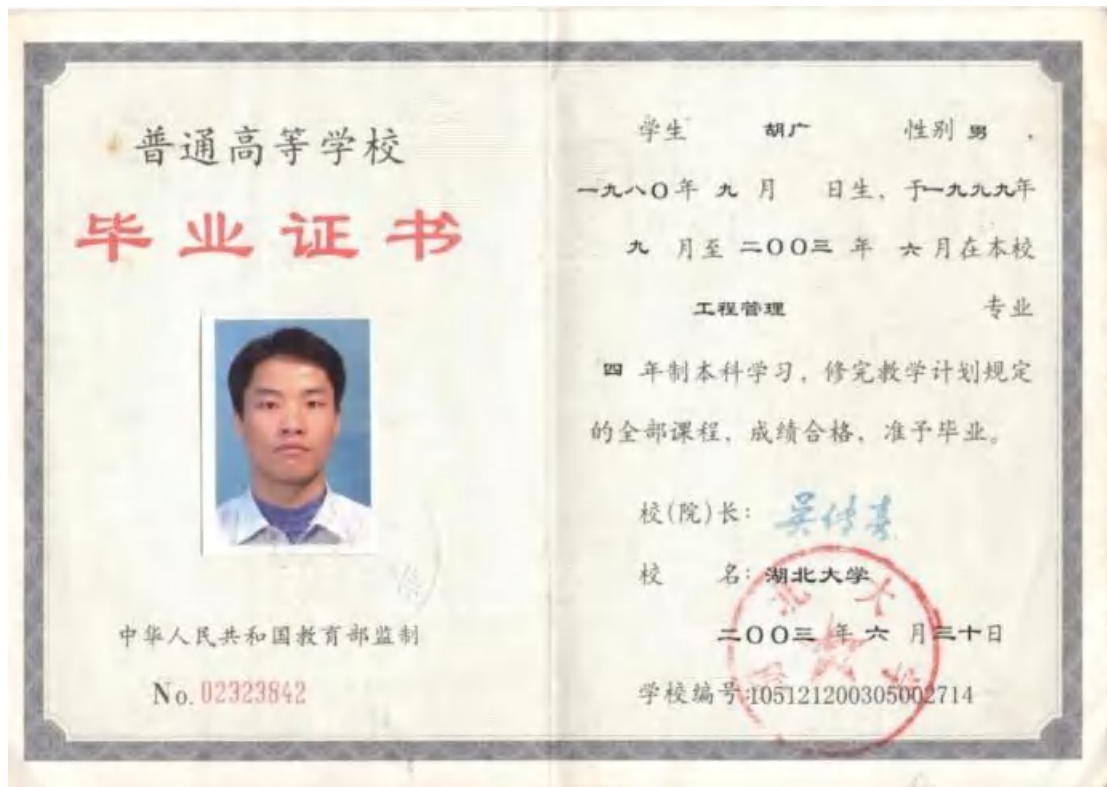 普通高等学校
毕业证书
中华人民共和国教育部监制
No. 02323842
学生 胡广 性别 男 ,
一九八〇年 九 月 日生, 于一九九九年
九 月至 二〇〇三 年 六 月在本校
工程管理 专业
四 年制本科学习, 修完教学计划规定
的全部课程, 成绩合格, 准予毕业。
校(院)长: 吴传喜
校 名: 湖北大学
二〇〇三 年 六 月三十日
学校编号:105121200305002714